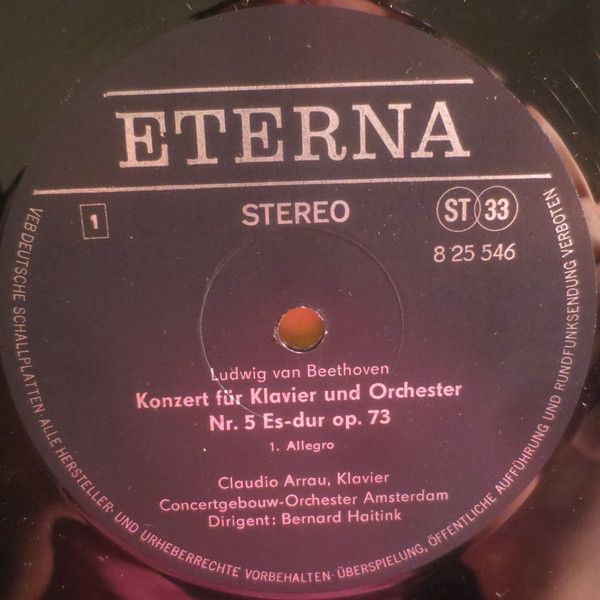 ETERNA
1
STEREO
ST 33
8 25 546
Ludwig van Beethoven
Konzert für Klavier und Orchester
Nr. 5 Es-dur op. 73
1. Allegro
Claudio Arrau, Klavier
Concertgebouw-Orchester Amsterdam
Dirigent: Bernard Haitink
VEB DEUTSCHE SCHALLPLATTEN · ALLE HERSTELLER- UND URHEBERRECHTE VORBEHALTEN · ÜBERSPIELUNG, ÖFFENTLICHE AUFFÜHRUNG UND RUNDFUNKSENDUNG VERBOTEN